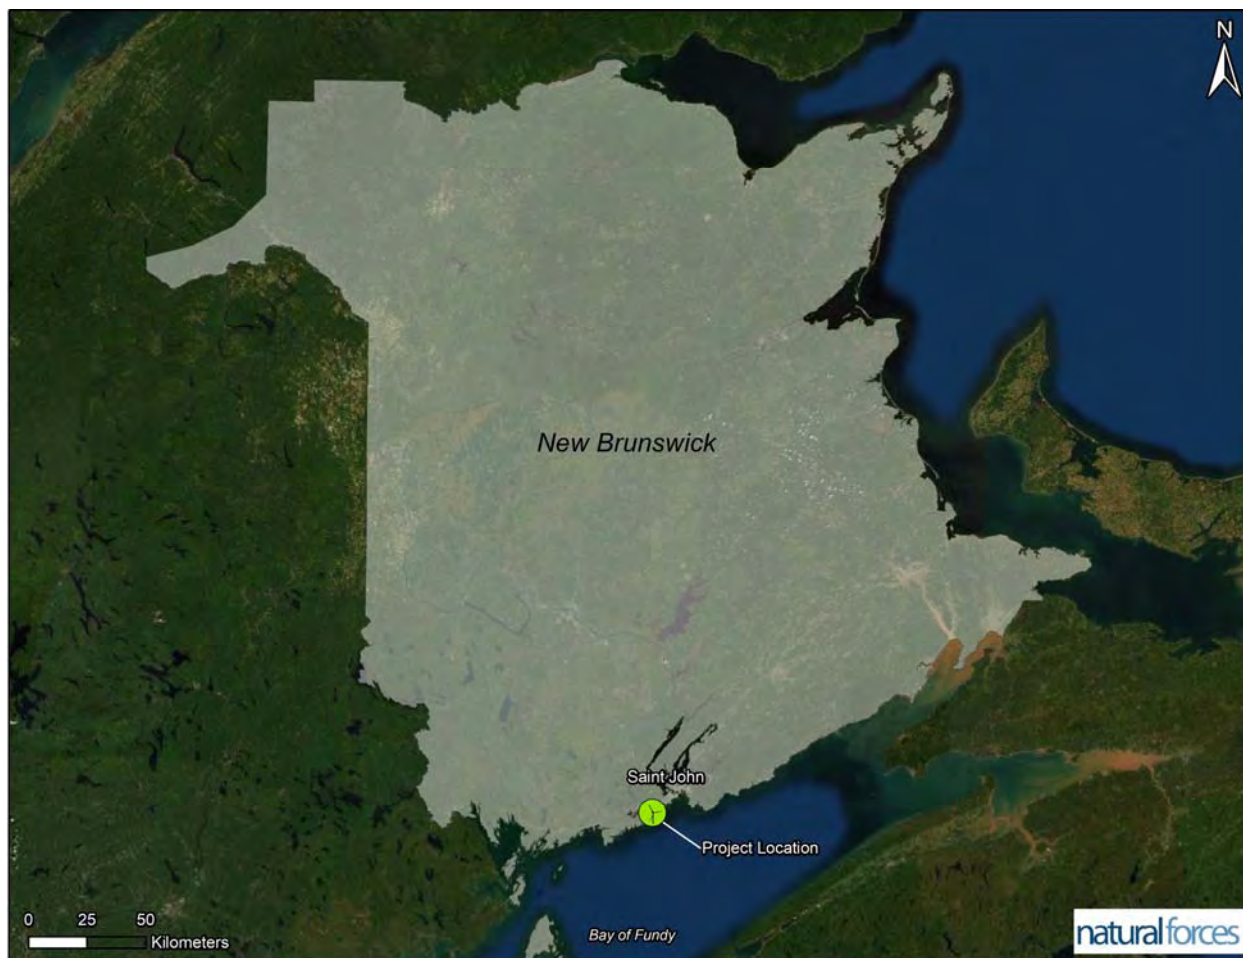 N
New Brunswick
Saint John
Project Location
0 25 50
Kilometers
Bay of Fundy
naturalforces